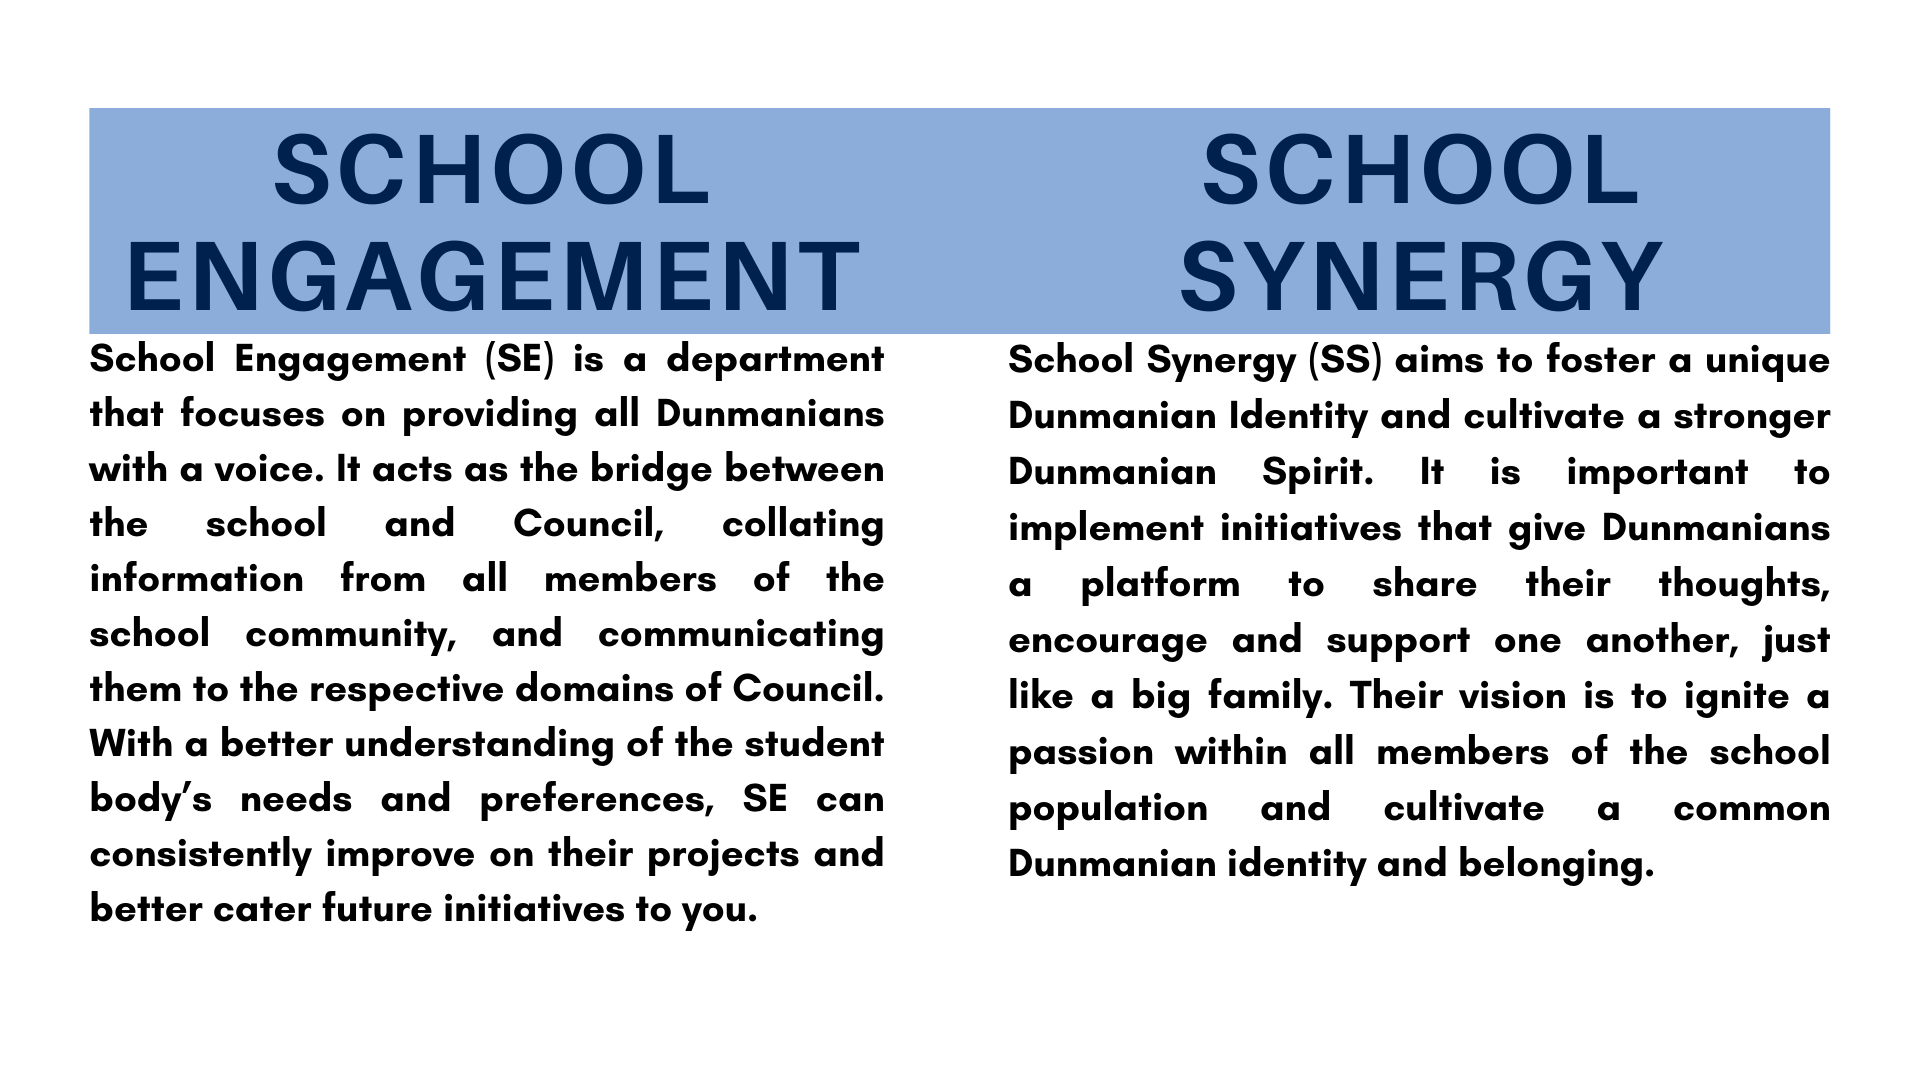 SCHOOL
ENGAGEMENT
School Engagement (SE) is a department
that focuses on providing all Dunmanians
with a voice. It acts as the bridge between
the school and Council, collating
information from all members of the
school community, and communicating
them to the respective domains of Council.
With a better understanding of the student
body’s needs and preferences, SE can
consistently improve on their projects and
better cater future initiatives to you.
SCHOOL
SYNERGY
School Synergy (SS) aims to foster a unique
Dunmanian Identity and cultivate a stronger
Dunmanian Spirit. It is important to
implement initiatives that give Dunmanians
a platform to share their thoughts,
encourage and support one another, just
like a big family. Their vision is to ignite a
passion within all members of the school
population and cultivate a common
Dunmanian identity and belonging.